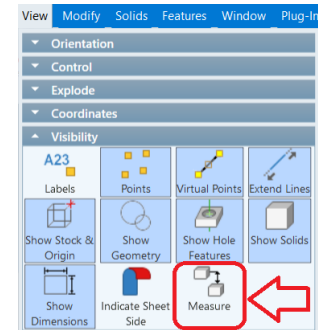 View Modify Solids Features Window Plug-In
Orientation
Control
Explode
Coordinates
Visibility
A23
Labels Points Virtual Points Extend Lines
Show Stock & Show Show Hole Show Solids
Origin Geometry Features
Show Indicate Sheet Measure
Dimensions Side